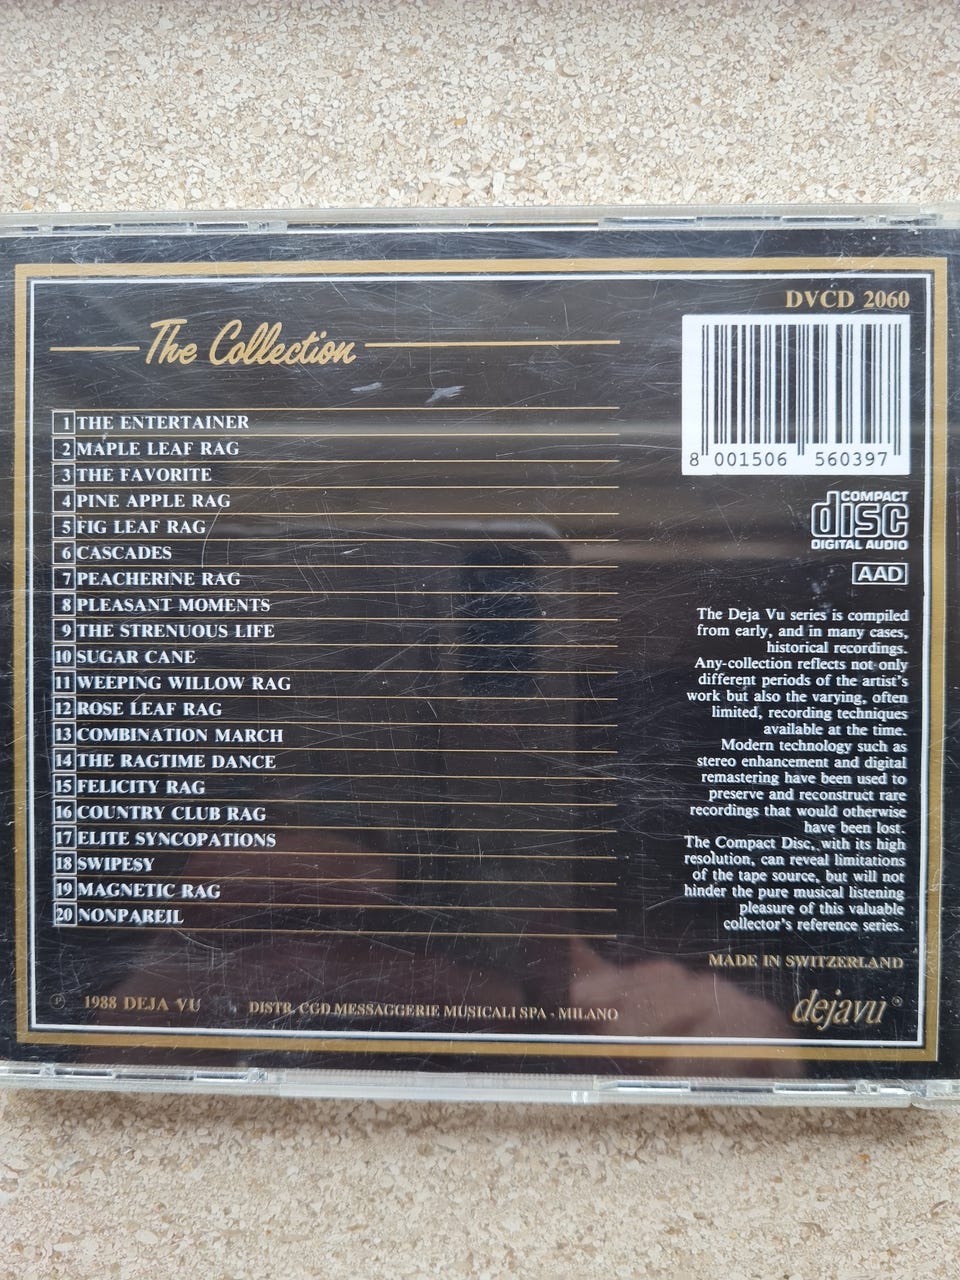 DVCD 2060
The Collection
8 001506 560397
1 THE ENTERTAINER
2 MAPLE LEAF RAG
3 THE FAVORITE
4 PINE APPLE RAG
5 FIG LEAF RAG
6 CASCADES
7 PEACHERINE RAG
8 PLEASANT MOMENTS
9 THE STRENUOUS LIFE
10 SUGAR CANE
11 WEEPING WILLOW RAG
12 ROSE LEAF RAG
13 COMBINATION MARCH
14 THE RAGTIME DANCE
15 FELICITY RAG
16 COUNTRY CLUB RAG
17 ELITE SYNCOPATIONS
18 SWIPESY
19 MAGNETIC RAG
20 NONPAREIL
COMPACT
disc
DIGITAL AUDIO
AAD
The Deja Vu series is compiled
from early, and in many cases,
historical recordings.
Any-collection reflects not only
different periods of the artist's
work but also the varying, often
limited, recording techniques
available at the time.
Modern technology such as
stereo enhancement and digital
remastering have been used to
preserve and reconstruct rare
recordings that would otherwise
have been lost.
The Compact Disc, with its high
resolution, can reveal limitations
of the tape source, but will not
hinder the pure musical listening
pleasure of this valuable
collector's reference series.
MADE IN SWITZERLAND
℗ 1988 DEJA VU
DISTR. CGD MESSAGGERIE MUSICALI SPA - MILANO
dejavu®